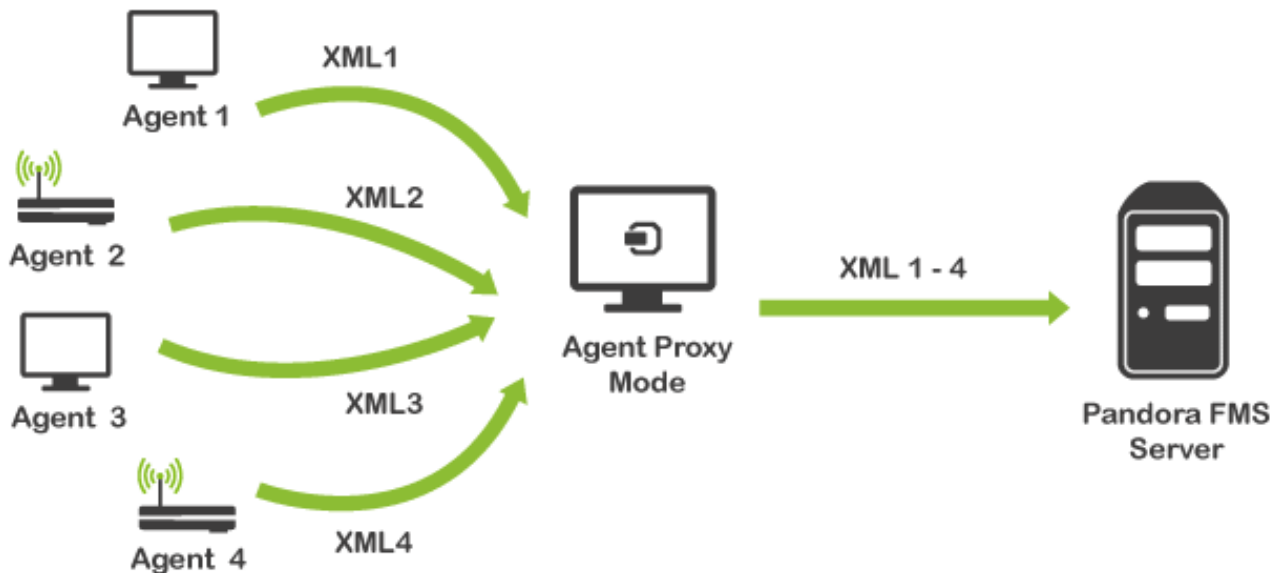 XML1
Agent 1
XML2
Agent 2
XML 1 - 4
Agent Proxy
Mode
Agent 3
XML3
Pandora FMS
Server
XML4
Agent 4